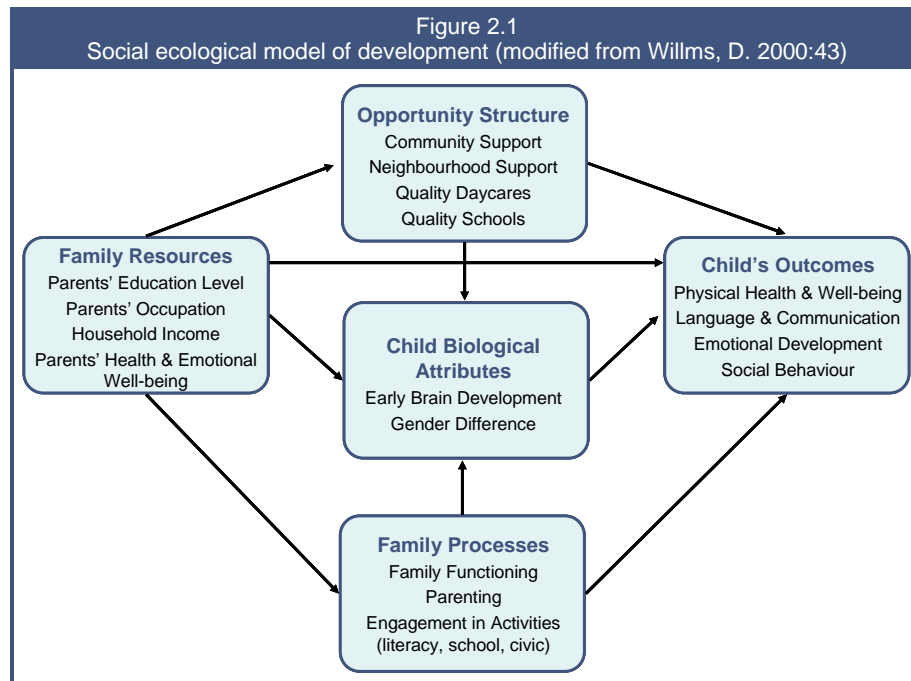 Figure 2.1
Social ecological model of development (modified from Willms, D. 2000:43)
Opportunity Structure
Community Support
Neighbourhood Support
Quality Daycares
Quality Schools
Family Resources
Parents’ Education Level
Parents’ Occupation
Household Income
Parents’ Health & Emotional
Well-being
Child Biological
Attributes
Early Brain Development
Gender Difference
Child’s Outcomes
Physical Health & Well-being
Language & Communication
Emotional Development
Social Behaviour
Family Processes
Family Functioning
Parenting
Engagement in Activities
(literacy, school, civic)